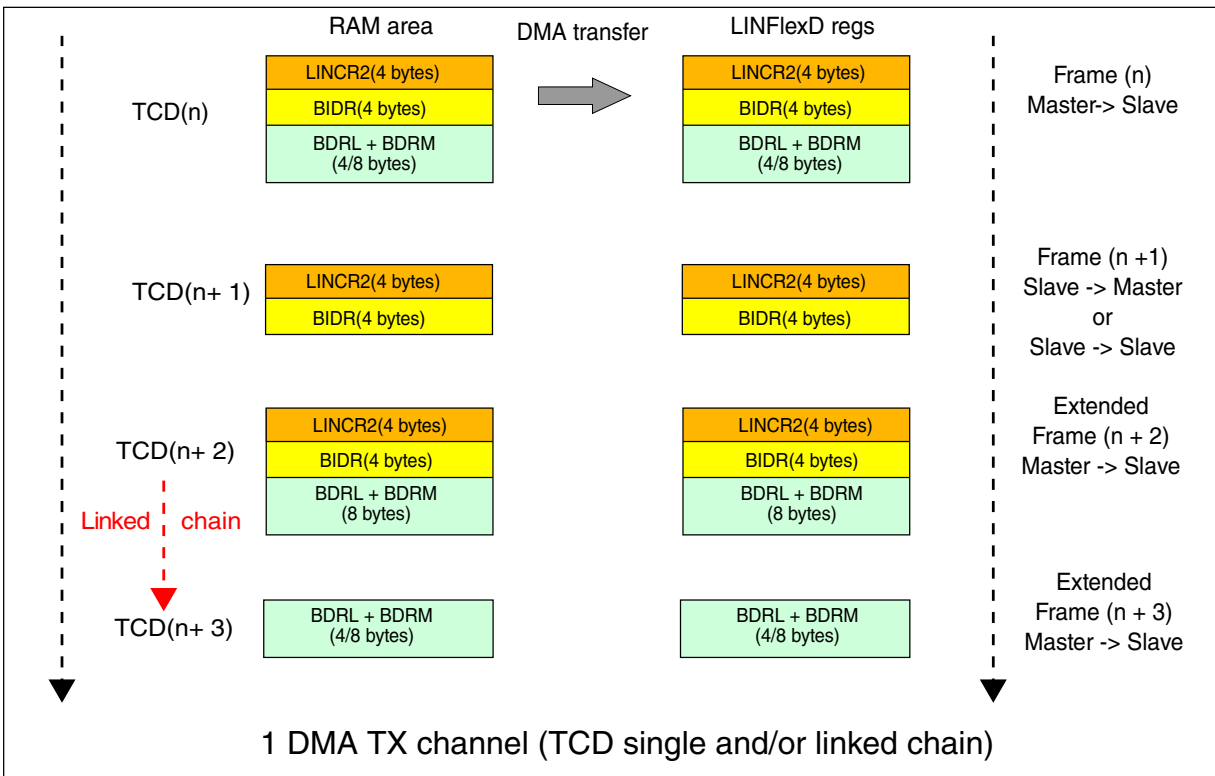 RAM area
DMA transfer
LINFlexD regs
TCD(n)
LINCR2(4 bytes)
BIDR(4 bytes)
BDRL + BDRM
(4/8 bytes)
LINCR2(4 bytes)
BIDR(4 bytes)
BDRL + BDRM
(4/8 bytes)
Frame (n)
Master-> Slave
TCD(n+ 1)
LINCR2(4 bytes)
BIDR(4 bytes)
LINCR2(4 bytes)
BIDR(4 bytes)
Frame (n +1)
Slave -> Master
or
Slave -> Slave
TCD(n+ 2)
LINCR2(4 bytes)
BIDR(4 bytes)
BDRL + BDRM
(8 bytes)
LINCR2(4 bytes)
BIDR(4 bytes)
BDRL + BDRM
(8 bytes)
Extended
Frame (n + 2)
Master -> Slave
Linked chain
TCD(n+ 3)
BDRL + BDRM
(4/8 bytes)
BDRL + BDRM
(4/8 bytes)
Extended
Frame (n + 3)
Master -> Slave
1 DMA TX channel (TCD single and/or linked chain)